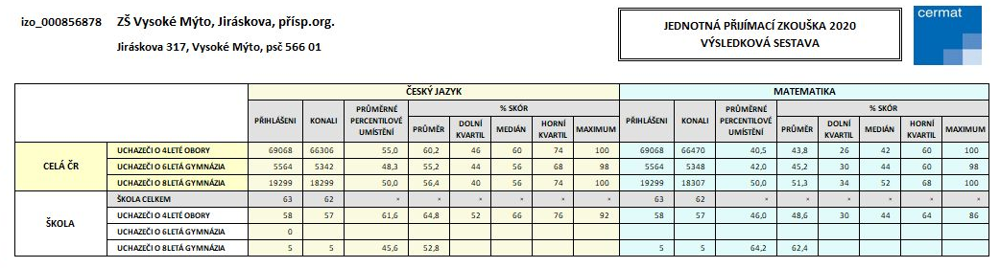 izo_000856878 ZŠ Vysoké Mýto, Jiráskova, přísp.org.
Jiráskova 317, Vysoké Mýto, psč 566 01
JEDNOTNÁ PŘIJÍMACÍ ZKOUŠKA 2020
VÝSLEDKOVÁ SESTAVA
cermat
ČESKÝ JAZYK MATEMATIKA
PŘIHLÁŠENI KONALI PRŮMĚRNÉ PERCENTILOVÉ UMÍSTĚNÍ % SKÓR PŘIHLÁŠENI KONALI PRŮMĚRNÉ PERCENTILOVÉ UMÍSTĚNÍ % SKÓR
PRŮMĚR DOLNÍ KVARTIL MEDIÁN HORNÍ KVARTIL MAXIMUM PRŮMĚR DOLNÍ KVARTIL MEDIÁN HORNÍ KVARTIL MAXIMUM
CELÁ ČR
UCHAZEČI O 4LETÉ OBORY 69068 66306 55,0 60,2 46 60 74 100 69068 66470 40,5 43,8 26 42 60 100
UCHAZEČI O 6LETÁ GYMNÁZIA 5564 5342 48,3 55,2 44 56 68 98 5564 5348 42,0 45,2 30 44 60 98
UCHAZEČI O 8LETÁ GYMNÁZIA 19299 18299 50,0 56,4 40 56 74 100 19299 18307 50,0 51,3 34 52 68 100
ŠKOLA
ŠKOLA CELKEM 63 62 * * * * * * 63 62 * * * * * *
UCHAZEČI O 4LETÉ OBORY 58 57 61,6 64,8 52 66 76 92 58 57 46,0 48,6 30 44 64 86
UCHAZEČI O 6LETÁ GYMNÁZIA 0
UCHAZEČI O 8LETÁ GYMNÁZIA 5 5 45,6 52,8 5 5 64,2 62,4